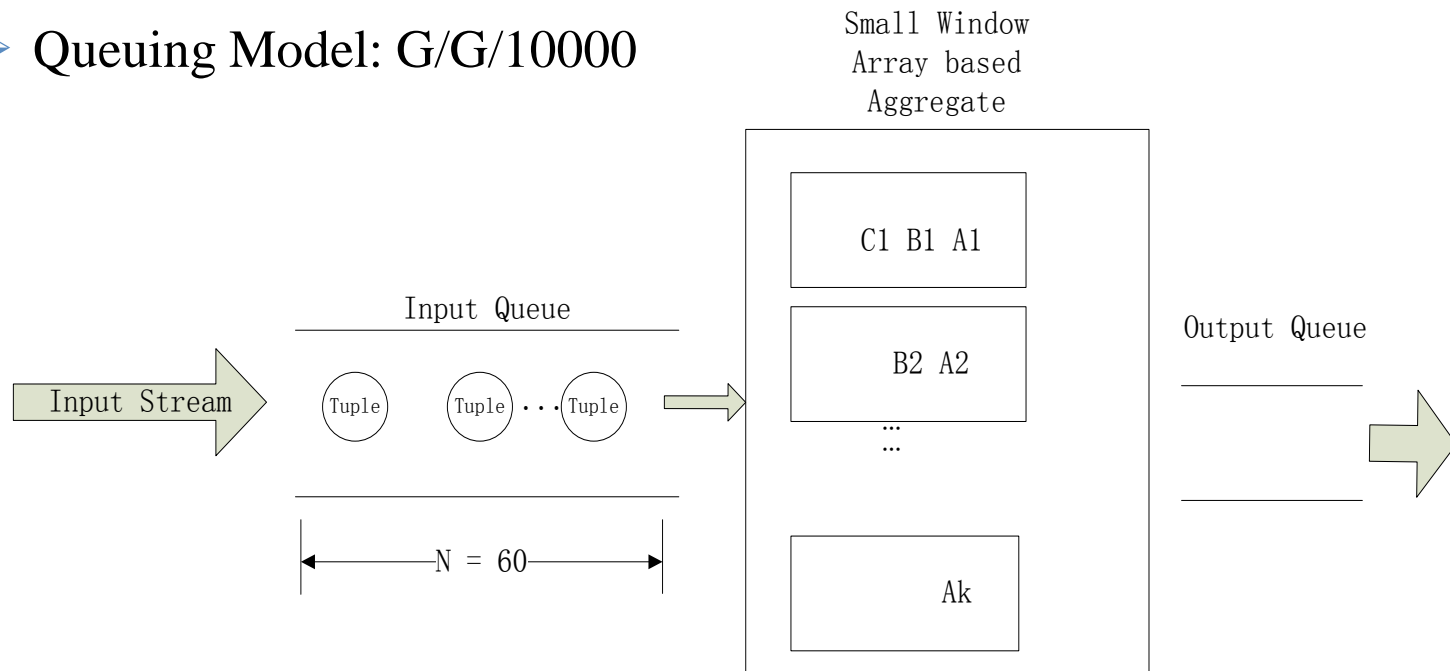 Queuing Model: G/G/10000
Small Window
Array based
Aggregate
C1 B1 A1
Input Queue
B2 A2
Output Queue
Input Stream
Tuple
Tuple
...
Tuple
...
...
N = 60
Ak